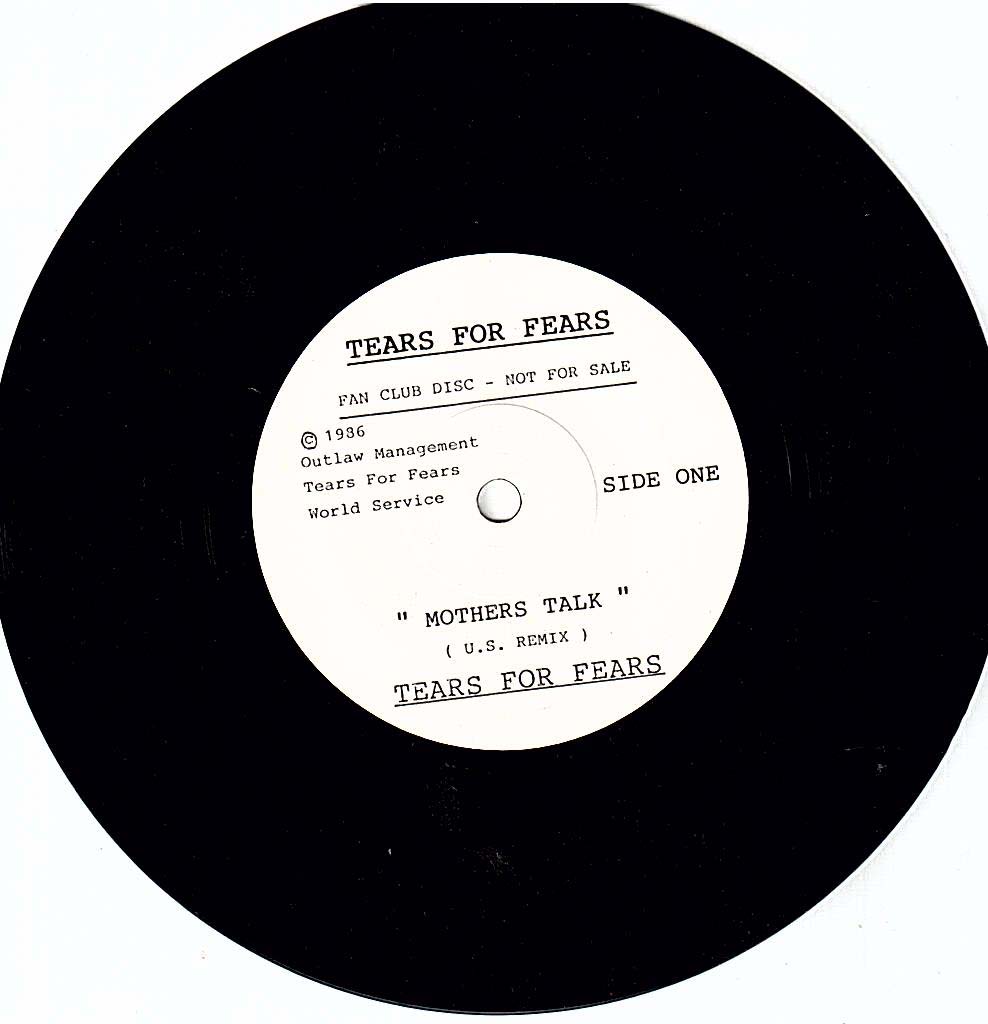 TEARS FOR FEARS
FAN CLUB DISC - NOT FOR SALE
© 1986
Outlaw Management
Tears For Fears
World Service
SIDE ONE
" MOTHERS TALK "
( U.S. REMIX )
TEARS FOR FEARS